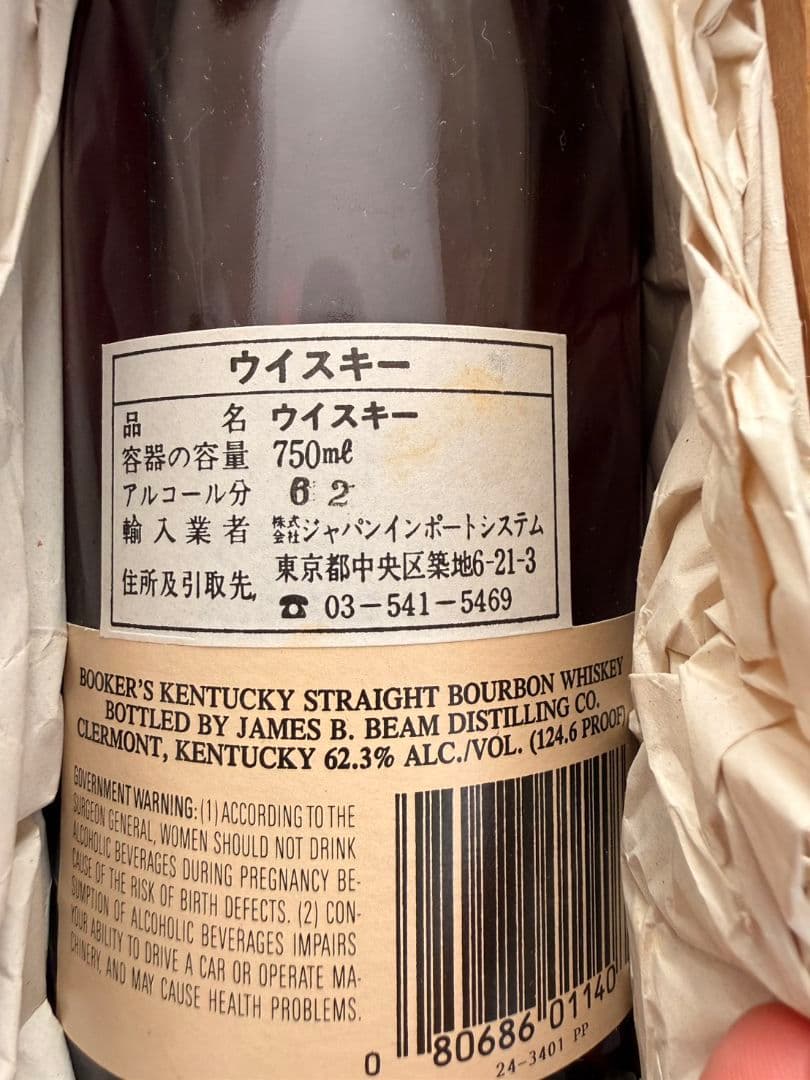 ウイスキー
品名 ウイスキー
容器の容量 750ml
アルコール分 62
輸入業者 株式会社ジャパンインポートシステム
住所及引取先, 東京都中央区築地6-21-3
☎ 03-541-5469
BOOKER'S KENTUCKY STRAIGHT BOURBON WHISKEY
BOTTLED BY JAMES B. BEAM DISTILLING CO.
CLERMONT, KENTUCKY 62.3% ALC./VOL. (124.6 PROOF)
GOVERNMENT WARNING: (1) ACCORDING TO THE
SURGEON GENERAL, WOMEN SHOULD NOT DRINK
ALCOHOLIC BEVERAGES DURING PREGNANCY BE-
CAUSE OF THE RISK OF BIRTH DEFECTS. (2) CON-
SUMPTION OF ALCOHOLIC BEVERAGES IMPAIRS
YOUR ABILITY TO DRIVE A CAR OR OPERATE MA-
CHINERY, AND MAY CAUSE HEALTH PROBLEMS.
0 80686 01140
24-3401 PP